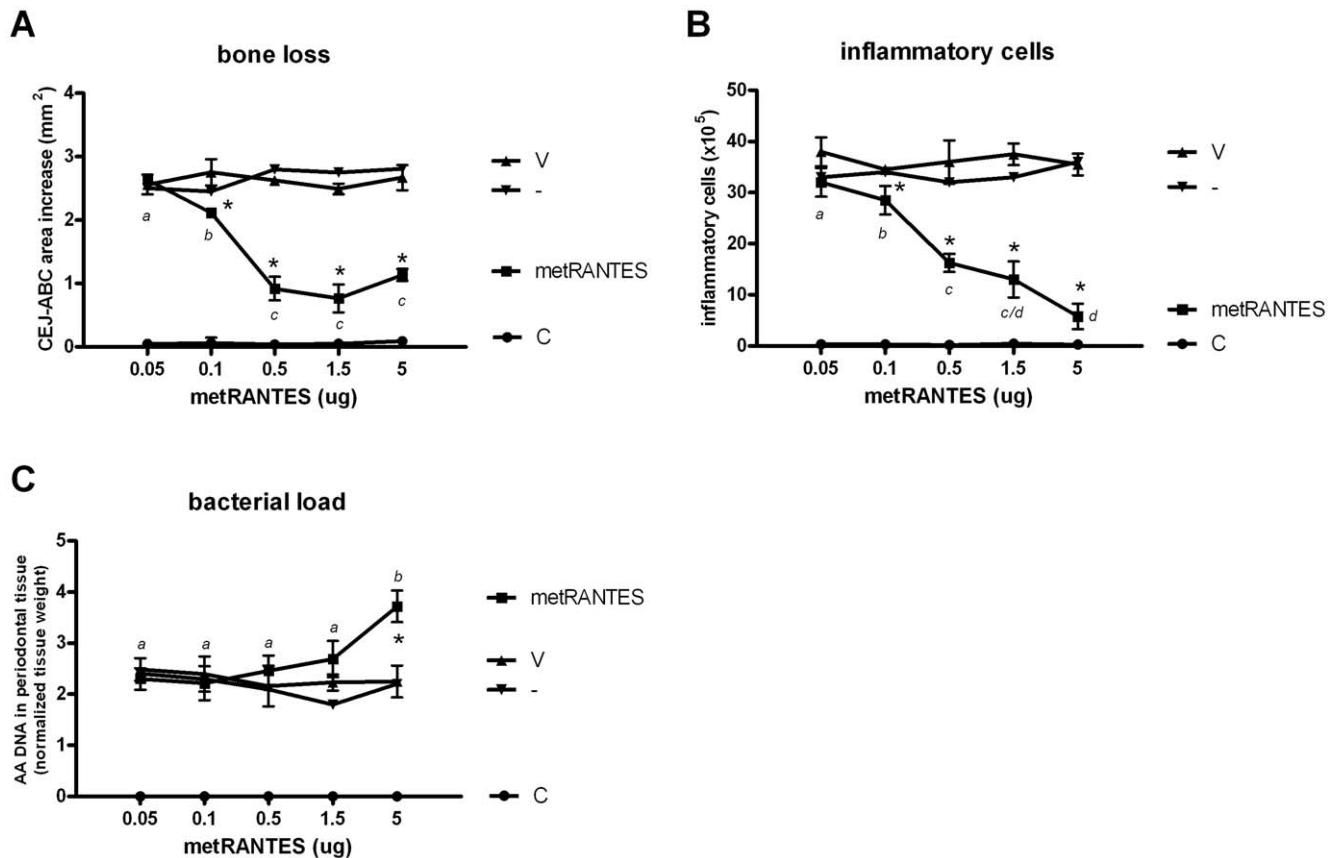 A
bone loss
CEJ-ABC area increase (mm²)
4
3
2
1
0
a
b
*
*
c
*
c
*
c
0.05 0.1 0.5 1.5 5
metRANTES (ug)
V
-
metRANTES
C
B
inflammatory cells
inflammatory cells (x10⁵)
50
40
30
20
10
0
a
*
b
*
c
*
c/d
*
d
0.05 0.1 0.5 1.5 5
metRANTES (ug)
V
-
metRANTES
C
C
bacterial load
AA DNA in periodontal tissue
(normalized tissue weight)
5
4
3
2
1
0
a a a a b
*
0.05 0.1 0.5 1.5 5
metRANTES (ug)
metRANTES
V
-
C